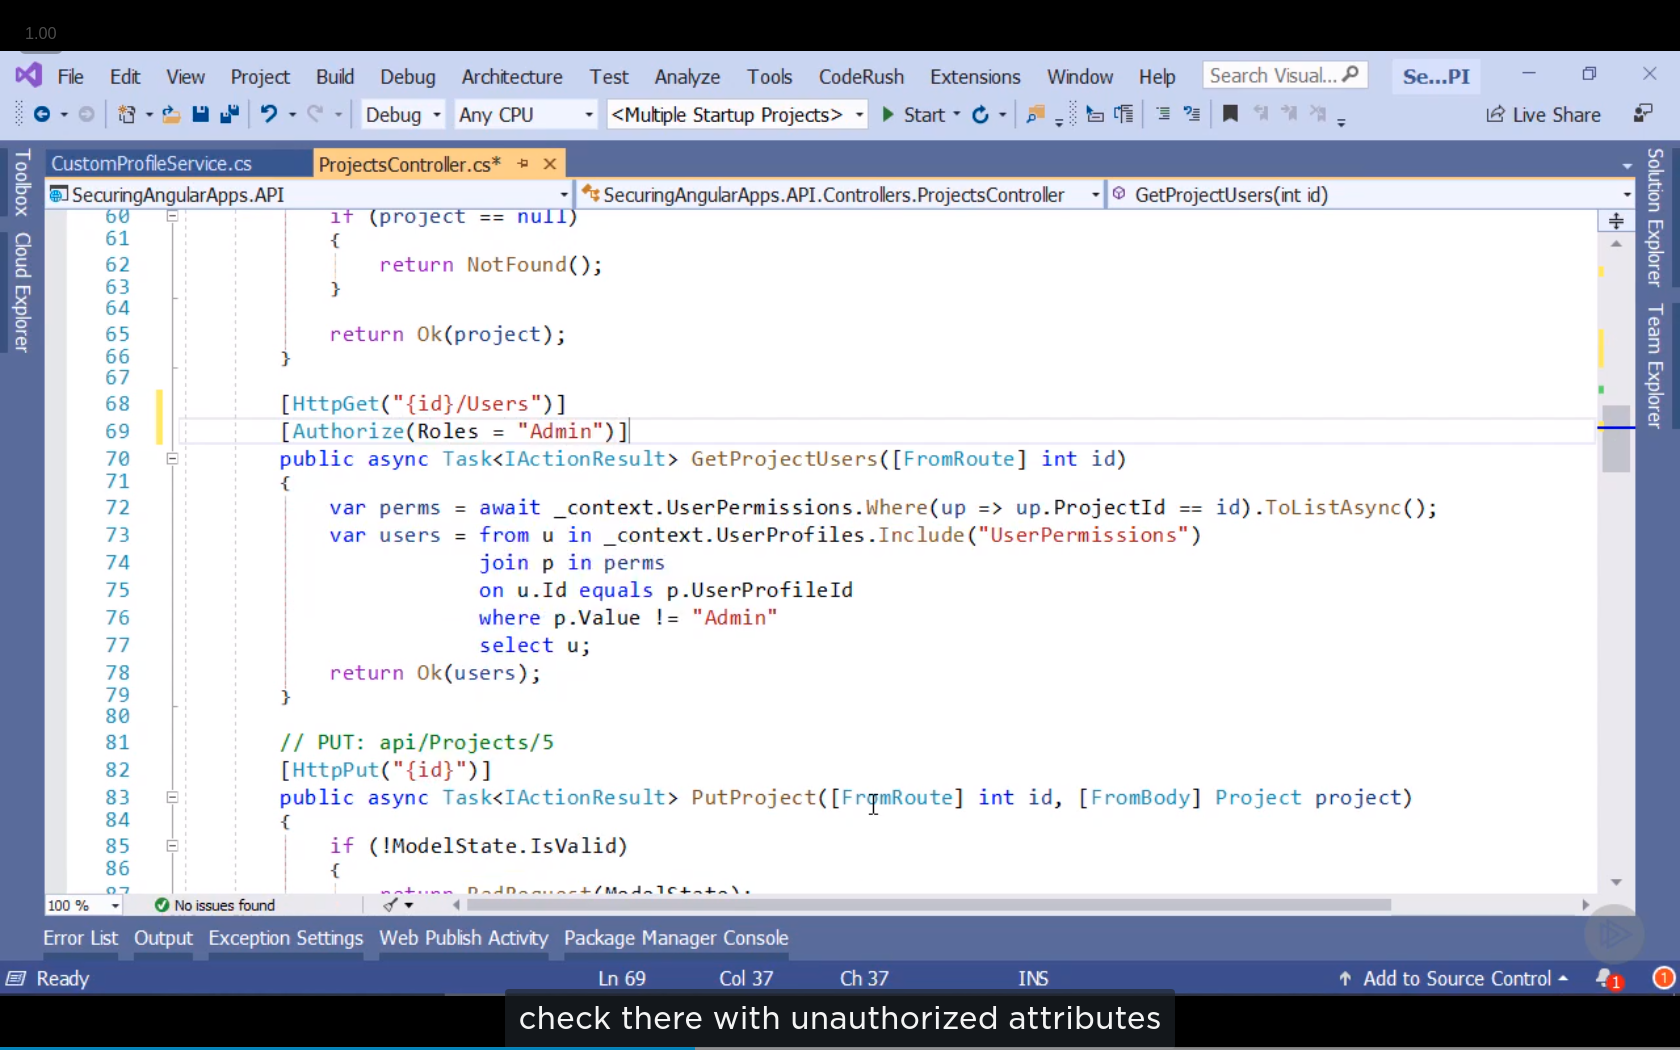 1.00
File Edit View Project Build Debug Architecture Test Tools Analyze CodeRush Extensions Window Help Search Visual... Se...PI
Debug Any CPU <Multiple Startup Projects> Start Live Share
Toolbox
Cloud Explorer
CustomProfileService.cs ProjectsController.cs*
SecuringAngularApps.API SecuringAngularApps.API.Controllers.ProjectsController GetProjectUsers(int id)
60 if (project == null)
61 {
62 return NotFound();
63 }
64
65 return Ok(project);
66 }
67
68 [HttpGet("{id}/Users")]
69 [Authorize(Roles = "Admin")]
70 public async Task<IActionResult> GetProjectUsers([FromRoute] int id)
71 {
72 var perms = await _context.UserPermissions.Where(up => up.ProjectId == id).ToListAsync();
73 var users = from u in _context.UserProfiles.Include("UserPermissions")
74 join p in perms
75 on u.Id equals p.UserProfileId
76 where p.Value != "Admin"
77 select u;
78 return Ok(users);
79 }
80
81 // PUT: api/Projects/5
82 [HttpPut("{id}")]
83 public async Task<IActionResult> PutProject([FromRoute] int id, [FromBody] Project project)
84 {
85 if (!ModelState.IsValid)
86 {
87 return BadRequest(ModelState);
Solution Explorer
Team Explorer
100 % No issues found
Error List Output Exception Settings Web Publish Activity Package Manager Console
Ready Ln 69 Col 37 Ch 37 INS Add to Source Control 1 1
check there with unauthorized attributes